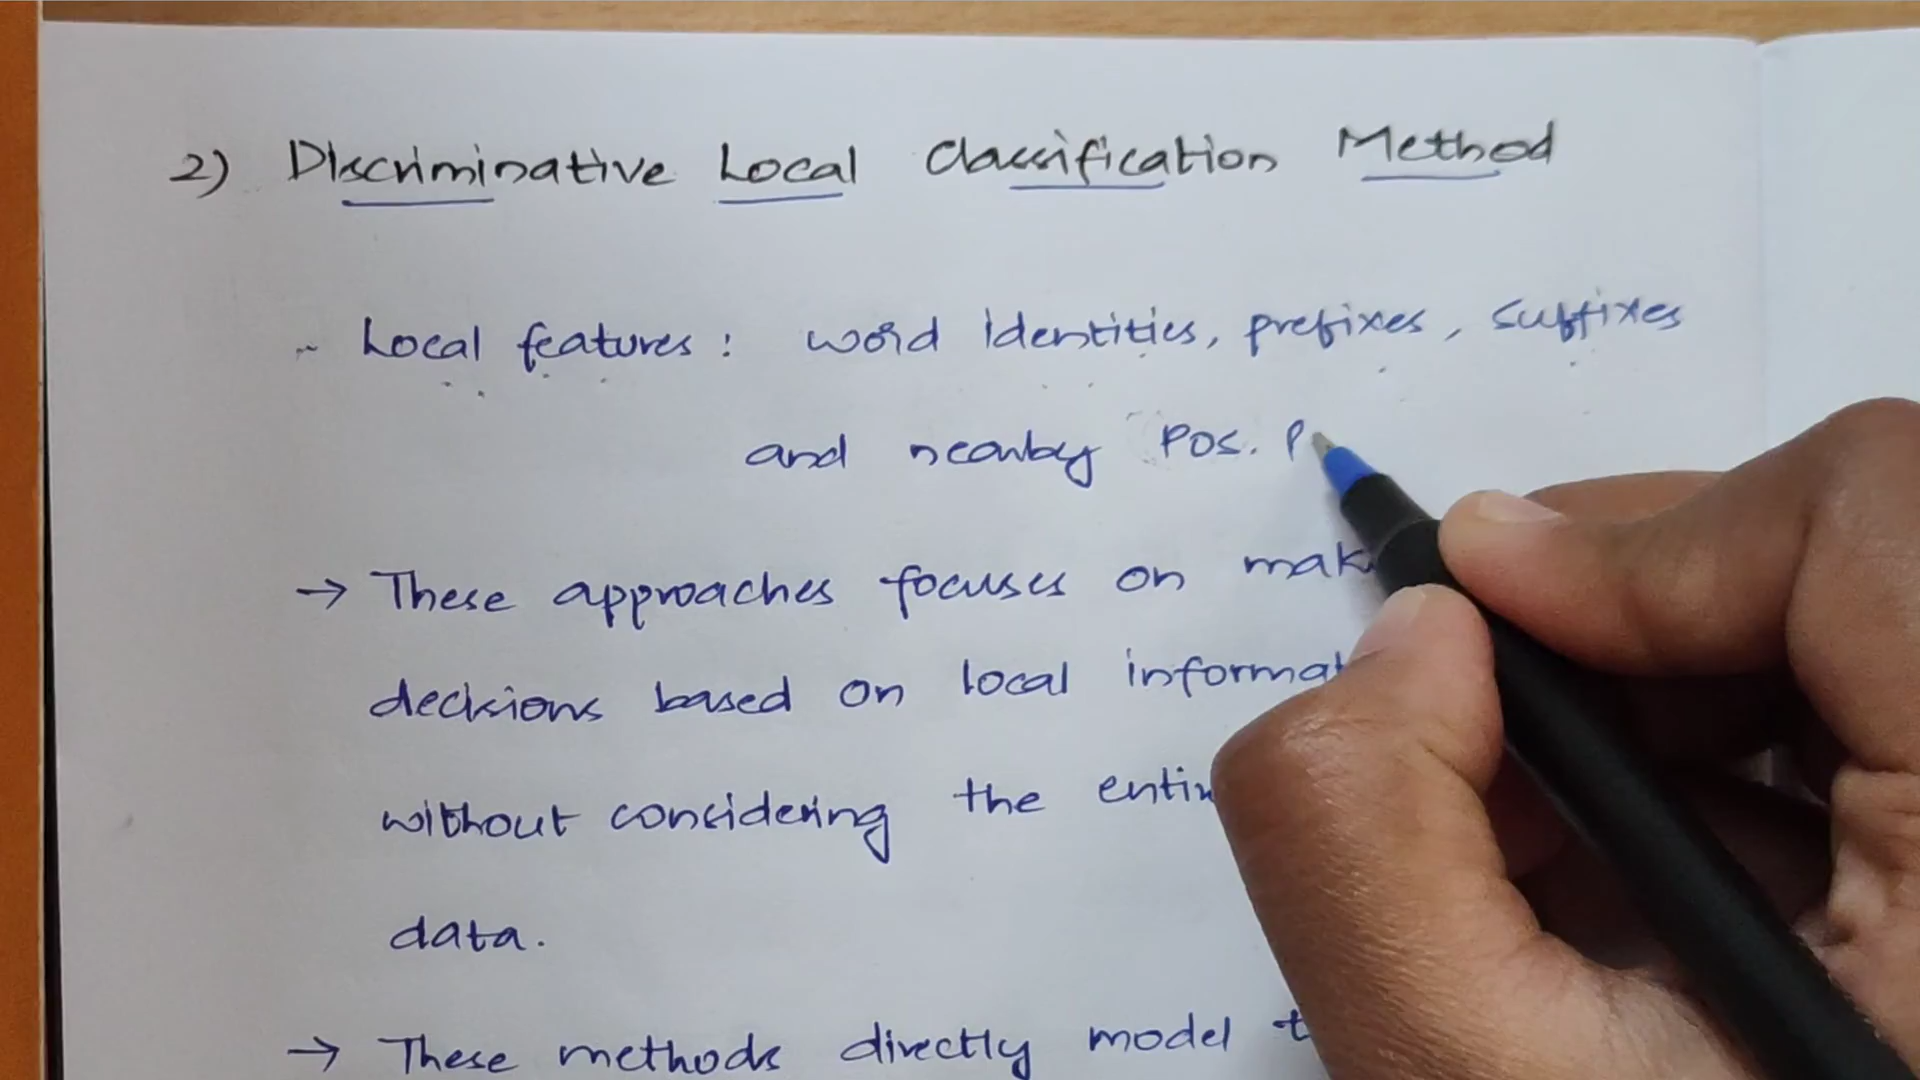 2) Discriminative Local Classification Method
- Local features : word identities, prefixes, suffixes
and nearby POS. P
→ These approaches focuses on
decisions based on local
without considering the
data.
→ These methods directly model